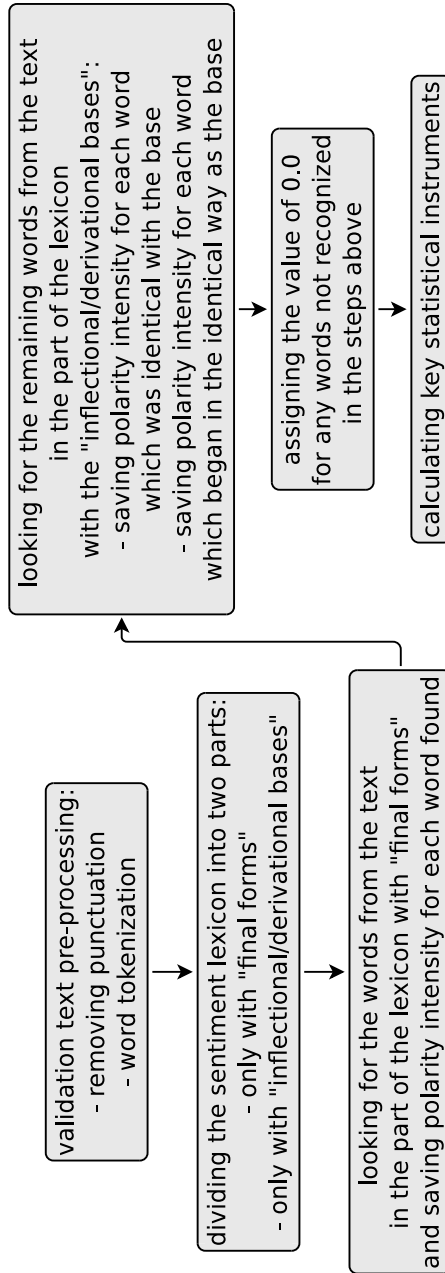 validation text pre-processing:
- removing punctuation
- word tokenization
dividing the sentiment lexicon into two parts:
- only with "final forms"
- only with "inflectional/derivational bases"
looking for the words from the text
in the part of the lexicon with "final forms"
and saving polarity intensity for each word found
looking for the remaining words from the text
in the part of the lexicon
with the "inflectional/derivational bases":
- saving polarity intensity for each word
which was identical with the base
- saving polarity intensity for each word
which began in the identical way as the base
assigning the value of 0.0
for any words not recognized
in the steps above
calculating key statistical instruments